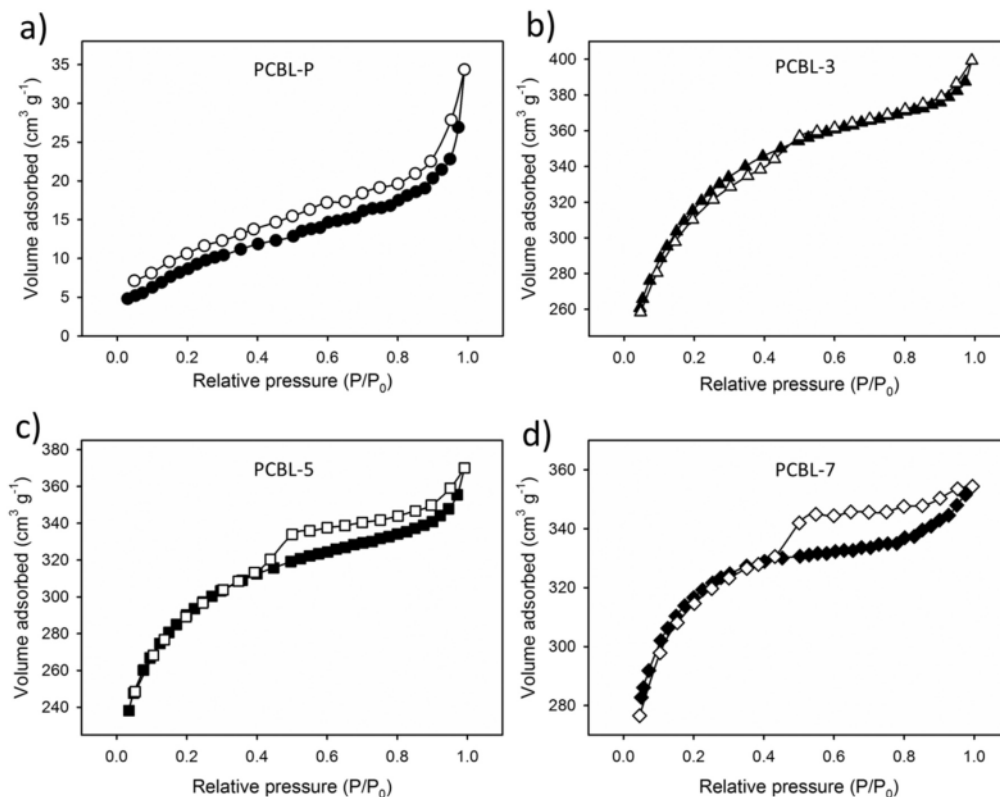 a)
PCBL-P
Volume adsorbed (cm³ g⁻¹)
35
30
25
20
15
10
5
0
0.0 0.2 0.4 0.6 0.8 1.0
Relative pressure (P/P₀)
b)
PCBL-3
Volume adsorbed (cm³ g⁻¹)
400
380
360
340
320
300
280
260
0.0 0.2 0.4 0.6 0.8 1.0
Relative pressure (P/P₀)
c)
PCBL-5
Volume adsorbed (cm³ g⁻¹)
380
360
340
320
300
280
260
240
0.0 0.2 0.4 0.6 0.8 1.0
Relative pressure (P/P₀)
d)
PCBL-7
Volume adsorbed (cm³ g⁻¹)
360
340
320
300
280
0.0 0.2 0.4 0.6 0.8 1.0
Relative pressure (P/P₀)